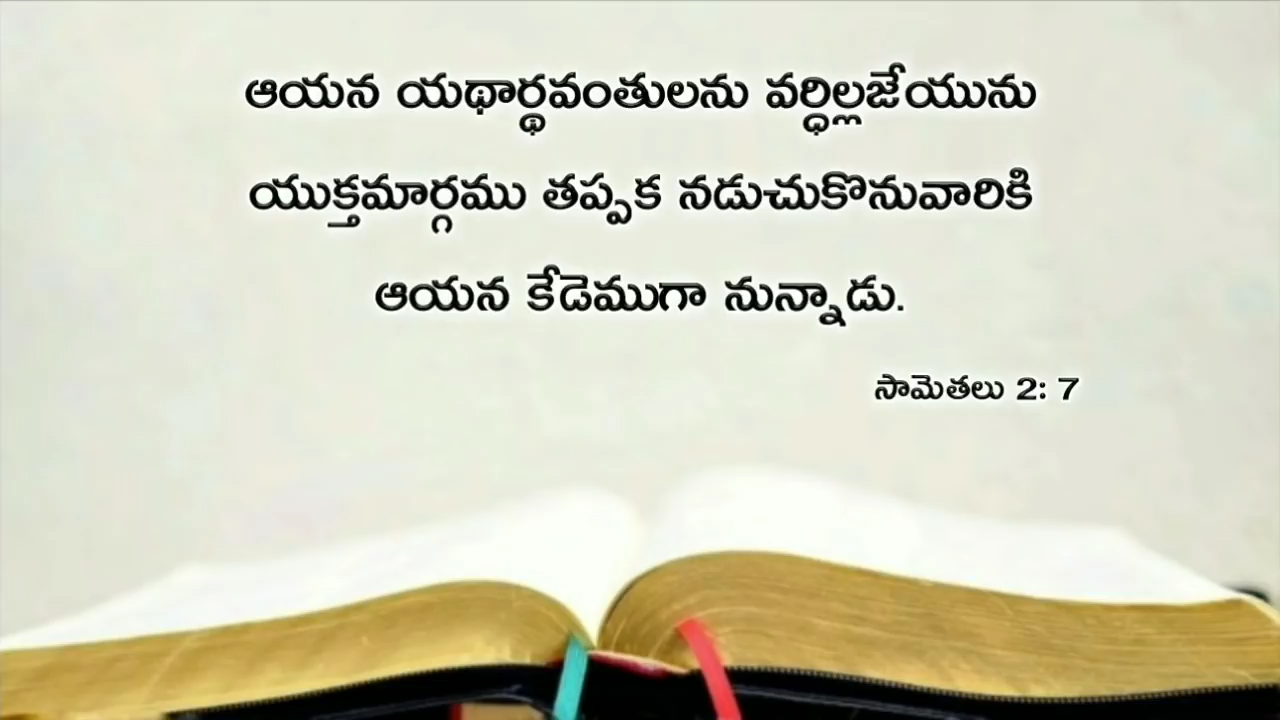 ఆయన యథార్థవంతులను వర్ధిల్లజేయును
యుక్తమార్గము తప్పక నడుచుకొనువారికి
ఆయన కేడెముగా నున్నాడు.
సామెతలు 2: 7